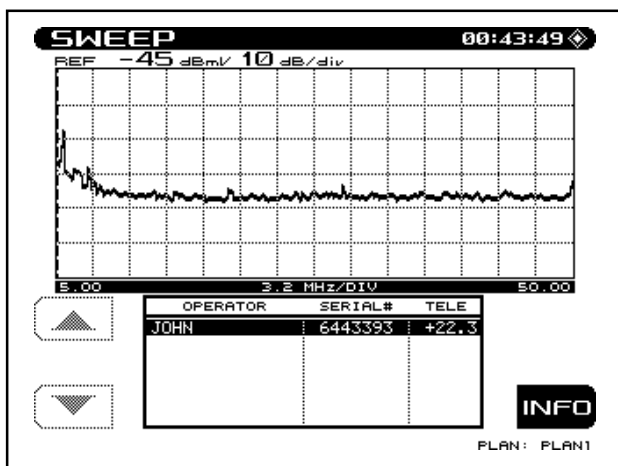 SWEEP 00:43:49
REF -45 dBmV 10 dB/div
5.00 3.2 MHz/DIV 50.00
OPERATOR SERIAL# TELE
JOHN 6443393 +22.3
INFO
PLAN: PLAN1